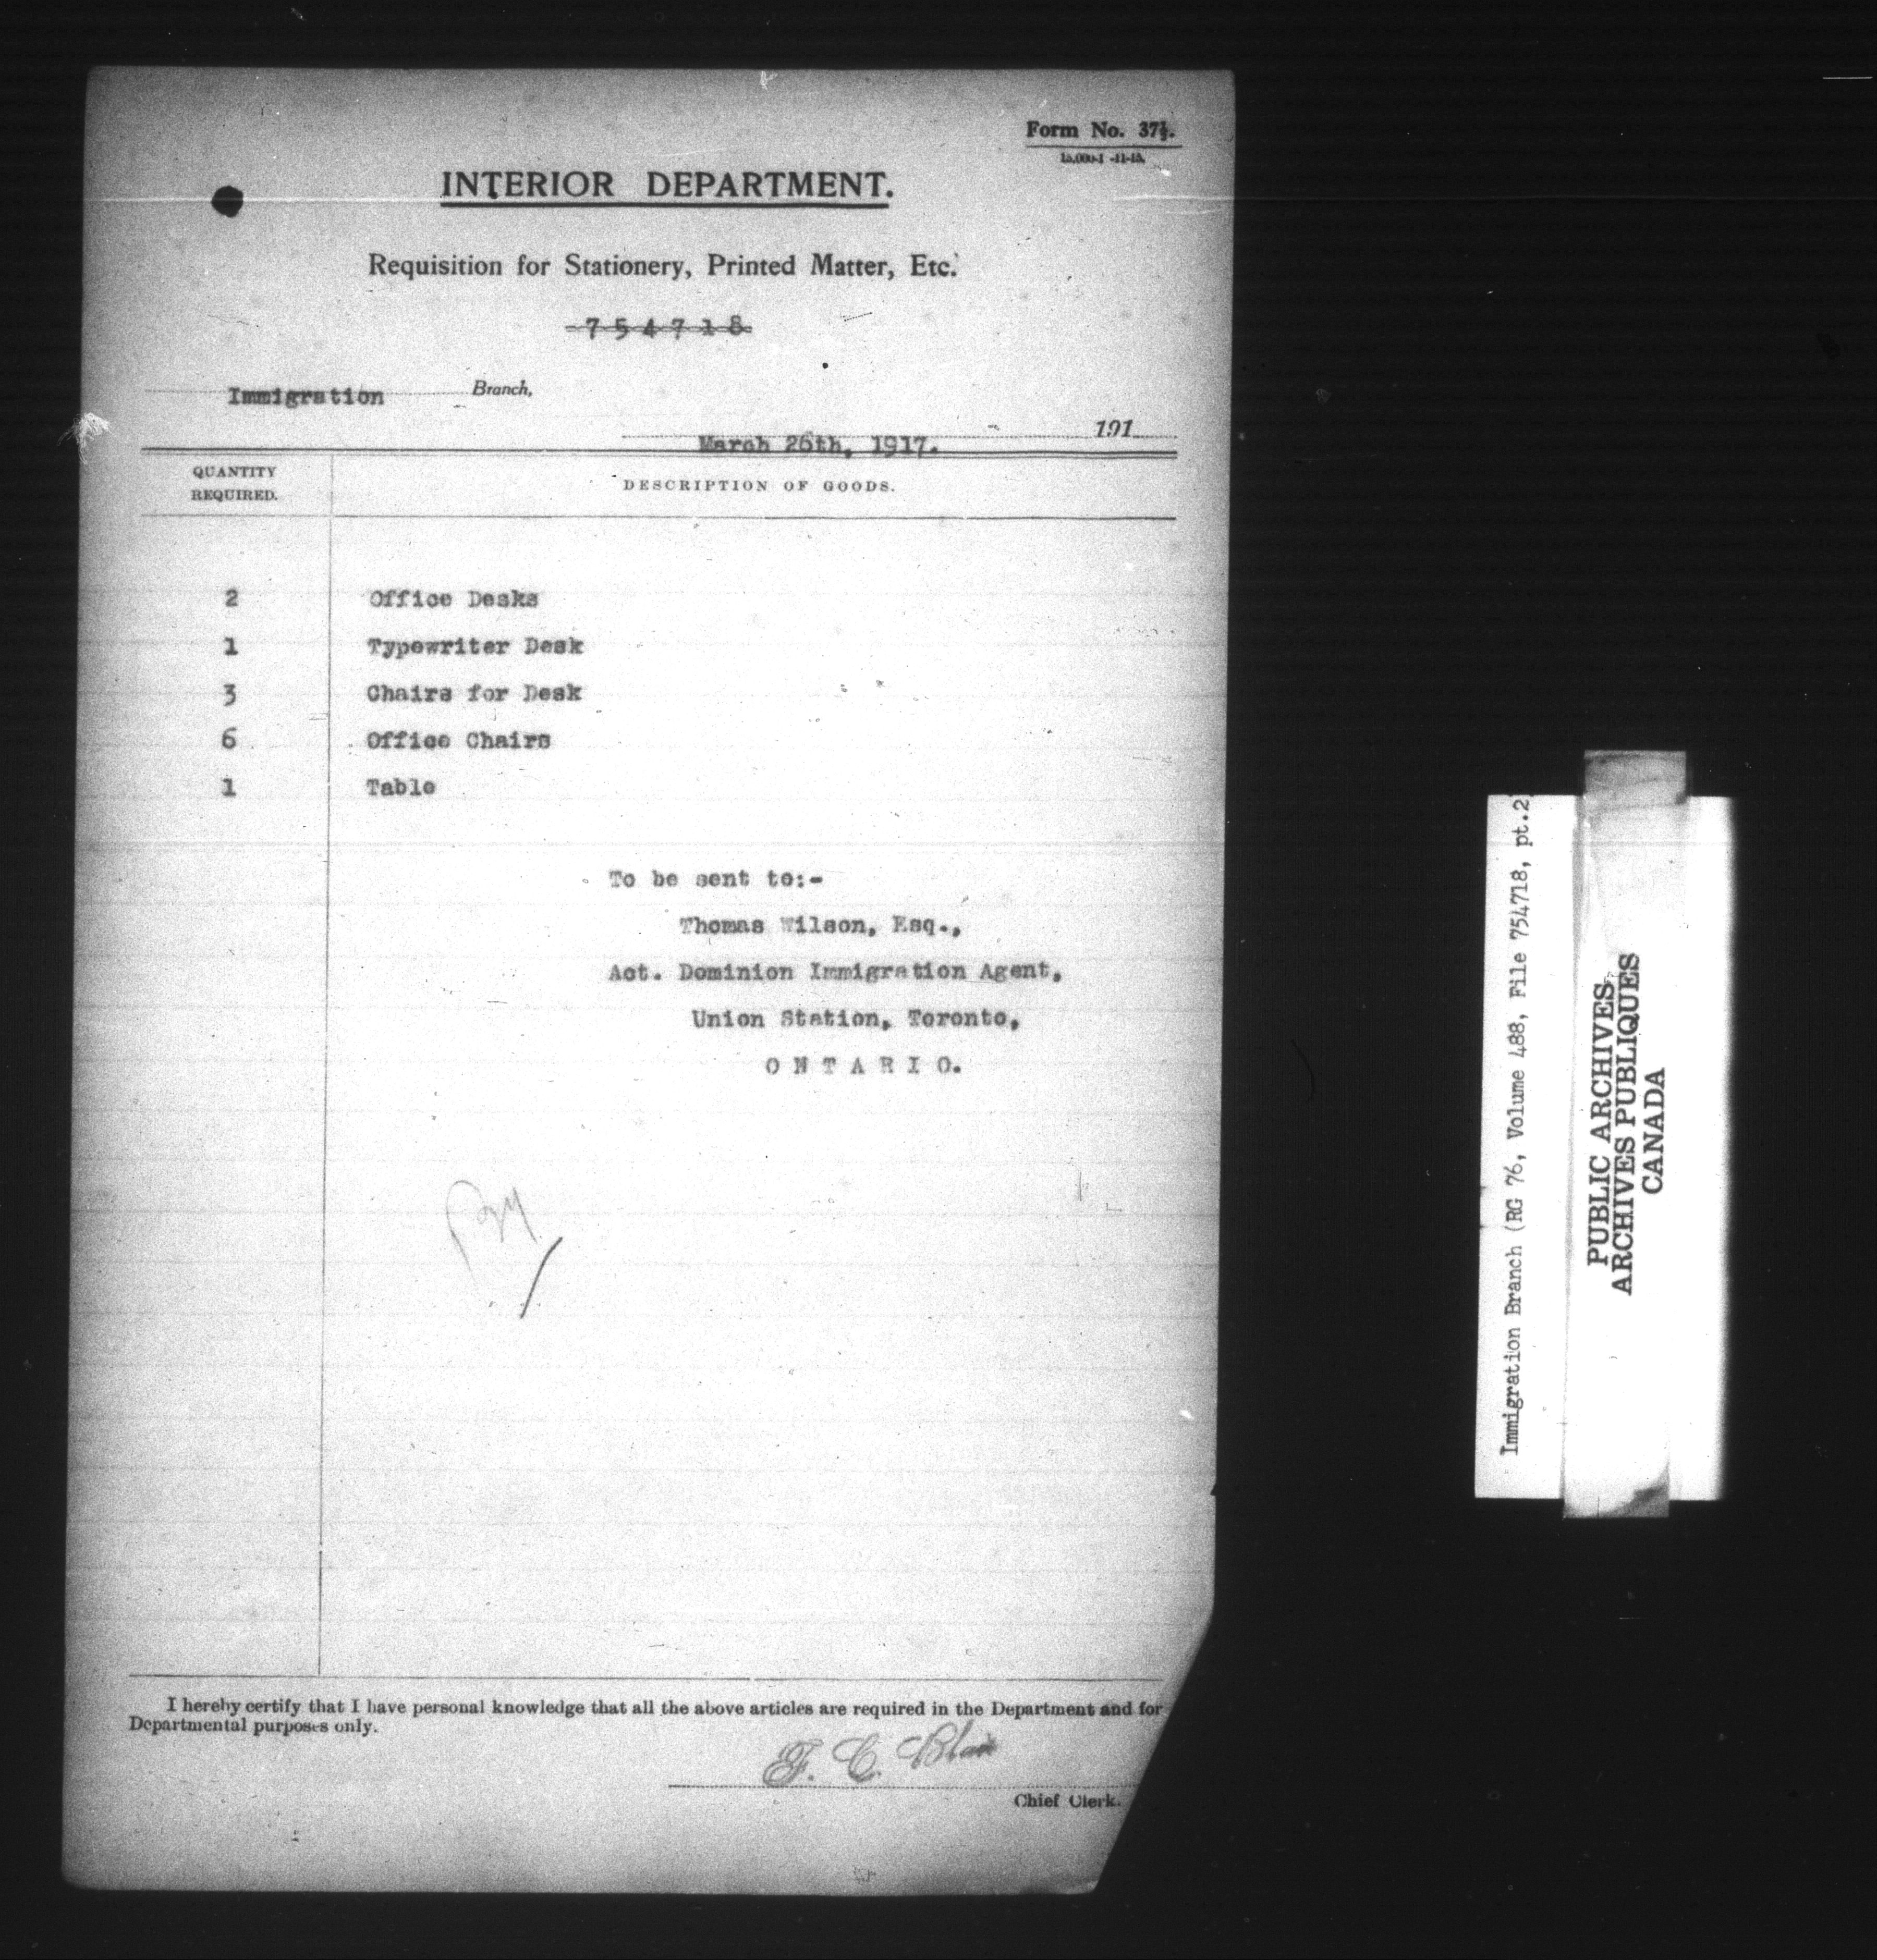 Form No. 37½.
INTERIOR DEPARTMENT.
Requisition for Stationery, Printed Matter, Etc.
754718
Immigration Branch,
March 26th, 1917. 191
QUANTITY REQUIRED. DESCRIPTION OF GOODS.
2 Office Desks
1 Typewriter Desk
3 Chairs for Desk
6 Office Chairs
1 Table
To be sent to:-
Thomas Wilson, Esq.,
Act. Dominion Immigration Agent,
Union Station, Toronto,
O N T A R I O.
I hereby certify that I have personal knowledge that all the above articles are required in the Department and for
Departmental purposes only.
F. C. Blair
Chief Clerk.
Immigration Branch (RG 76, Volume 488, File 754718, pt.2
PUBLIC ARCHIVES
ARCHIVES PUBLIQUES
CANADA